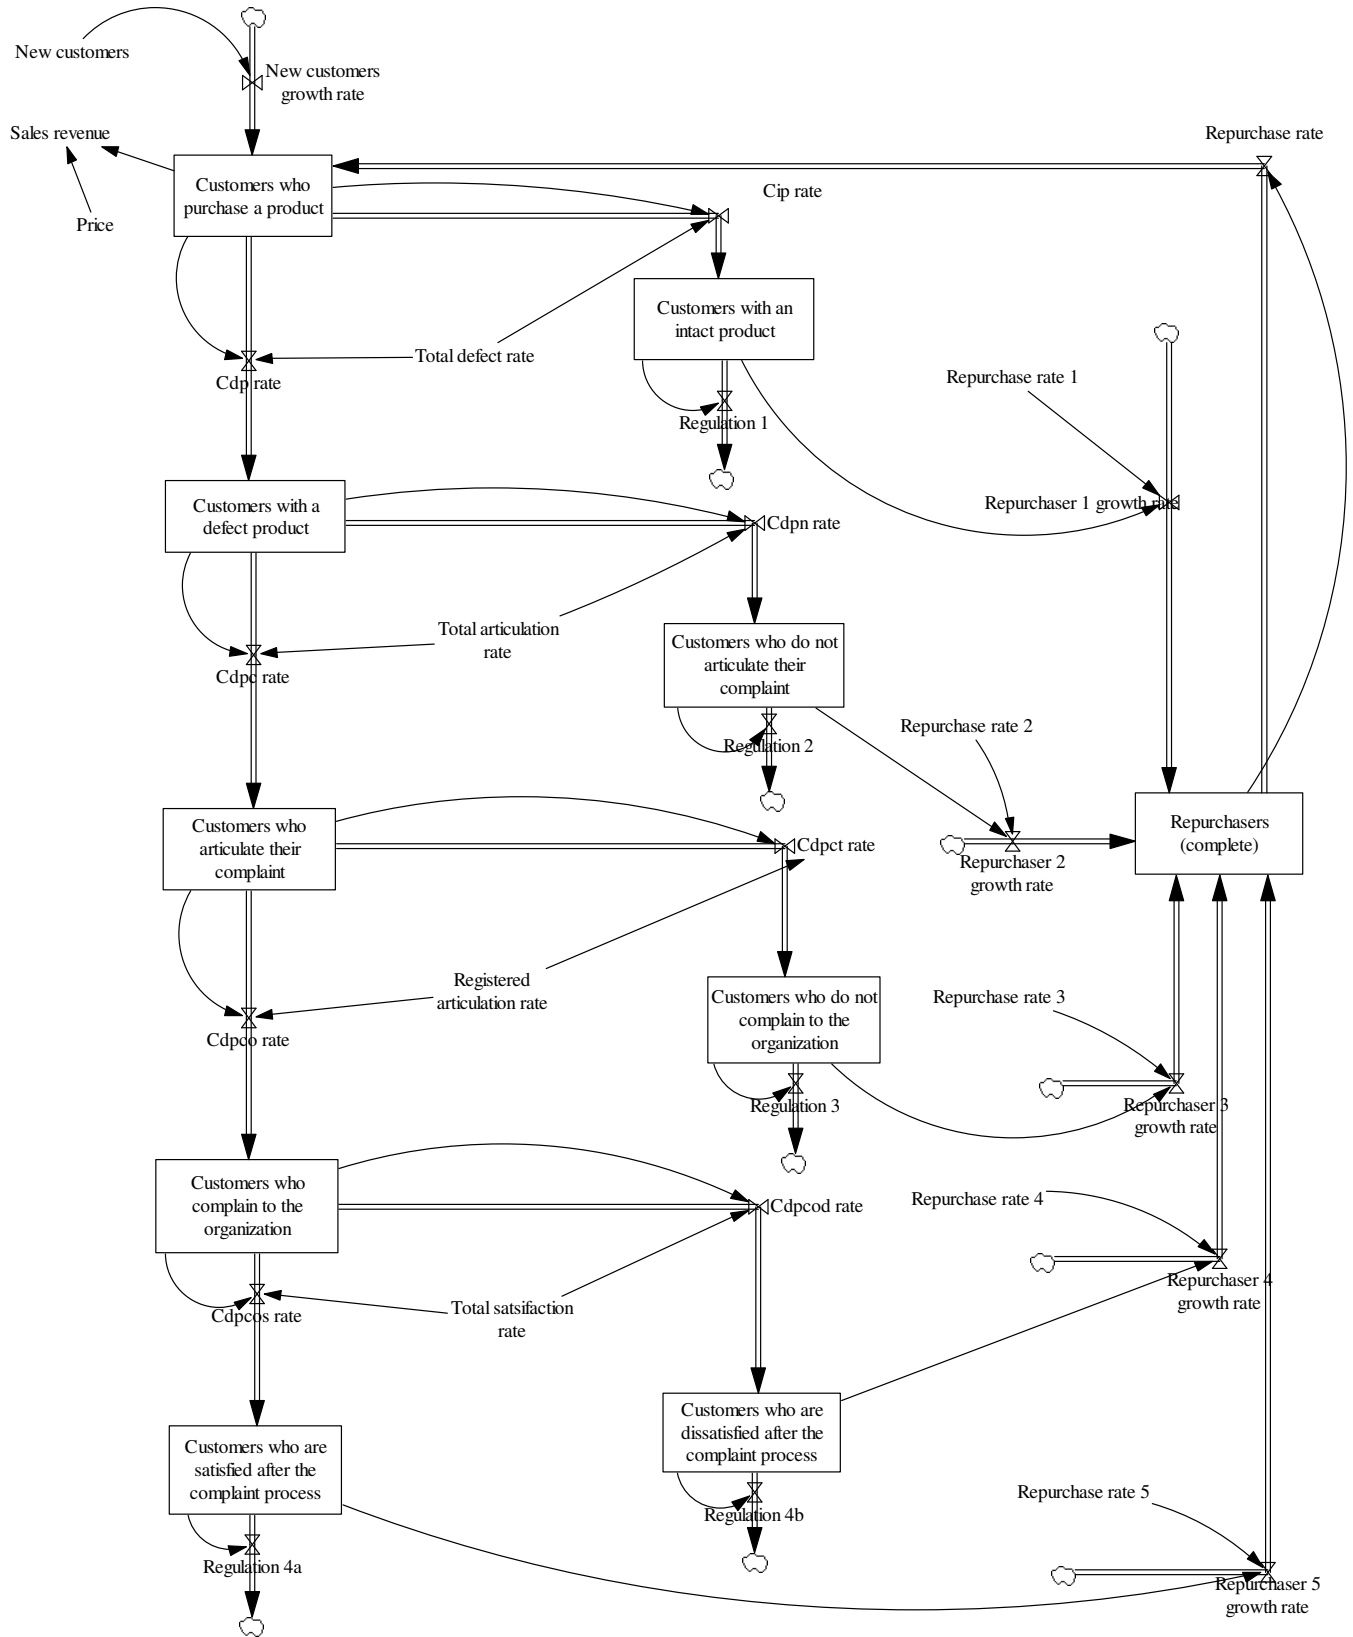 New customers
New customers
growth rate
Sales revenue
Price
Repurchase rate
Customers who
purchase a product
Cip rate
Customers with an
intact product
Total defect rate
Cdp rate
Repurchase rate 1
Regulation 1
Customers with a
defect product
Cdpn rate
Repurchaser 1 growth rate
Total articulation
rate
Cdpc rate
Customers who do not
articulate their
complaint
Regulation 2
Repurchase rate 2
Customers who
articulate their
complaint
Cdpct rate
Repurchaser 2
growth rate
Repurchasers
(complete)
Registered
articulation rate
Cdpco rate
Customers who do not
complain to the
organization
Repurchase rate 3
Regulation 3
Repurchaser 3
growth rate
Customers who
complain to the
organization
Cdpcod rate
Repurchase rate 4
Repurchaser 4
growth rate
Total satsifaction
rate
Cdpcos rate
Customers who are
dissatisfied after the
complaint process
Customers who are
satisfied after the
complaint process
Repurchase rate 5
Regulation 4b
Regulation 4a
Repurchaser 5
growth rate